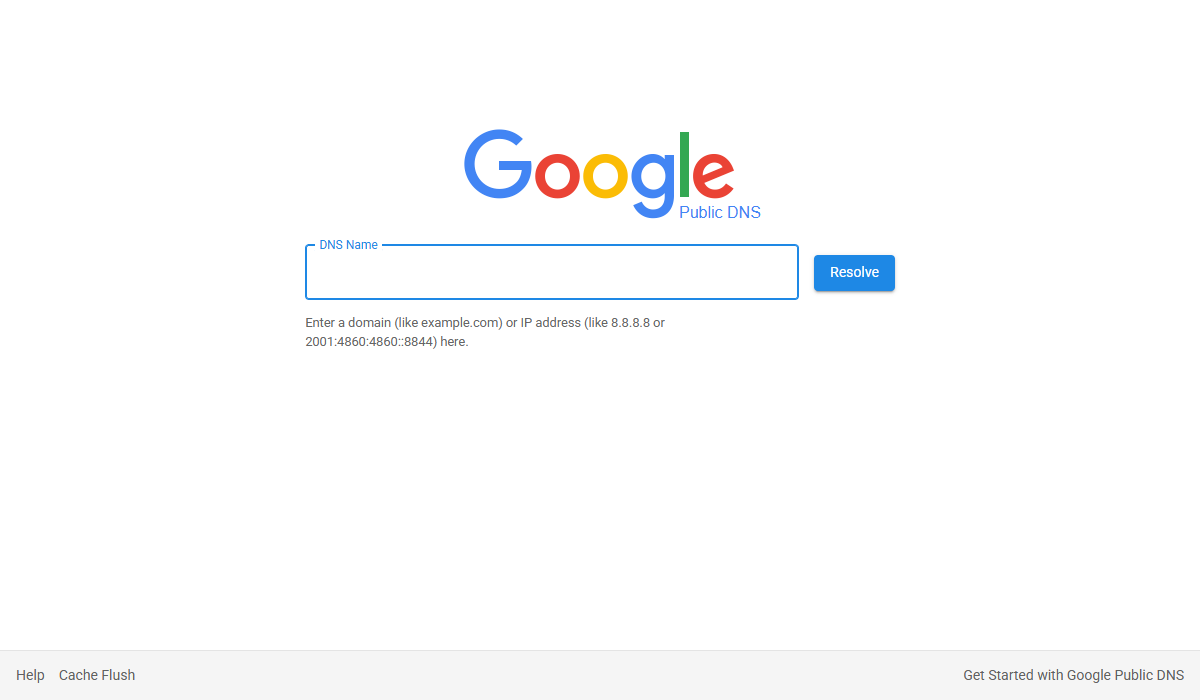 Google
Public DNS
DNS Name
Resolve
Enter a domain (like example.com) or IP address (like 8.8.8.8 or
2001:4860:4860::8844) here.
Help Cache Flush Get Started with Google Public DNS